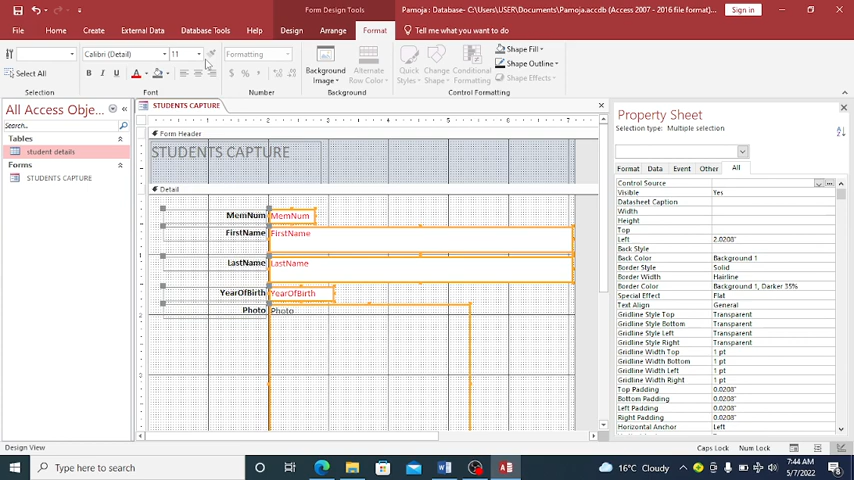 Form Design Tools
Pamoja : Database- C:\Users\USER\Documents\Pamoja.accdb (Access 2007 - 2016 file format)...
Sign in
File Home Create External Data Database Tools Help Design Arrange Format Tell me what you want to do
Calibri (Detail) 11 Formatting
Select All
B I U A
$ % ,
Background Image
Alternate Row Color
Quick Styles
Change Shape
Conditional Formatting
Shape Fill
Shape Outline
Shape Effects
Selection Font Number Background Control Formatting
All Access Obje...
Search...
Tables
student details
Forms
STUDENTS CAPTURE
STUDENTS CAPTURE
1 2 3 4 5 6 7
Form Header
STUDENTS CAPTURE
Detail
MemNum MemNum
FirstName FirstName
LastName LastName
YearOfBirth YearOfBirth
Photo Photo
Property Sheet
Selection type: Multiple selection
Format Data Event Other All
Control Source
Visible Yes
Datasheet Caption
Width
Height
Top
Left 2.0208"
Back Style
Back Color Background 1
Border Style Solid
Border Width Hairline
Border Color Background 1, Darker 35%
Special Effect Flat
Text Align General
Gridline Style Top Transparent
Gridline Style Bottom Transparent
Gridline Style Left Transparent
Gridline Style Right Transparent
Gridline Width Top 1 pt
Gridline Width Bottom 1 pt
Gridline Width Left 1 pt
Gridline Width Right 1 pt
Top Padding 0.0208"
Bottom Padding 0.0208"
Left Padding 0.0208"
Right Padding 0.0208"
Horizontal Anchor Left
Design View
Caps Lock Num Lock
Type here to search
16°C Cloudy
7:44 AM
5/7/2022